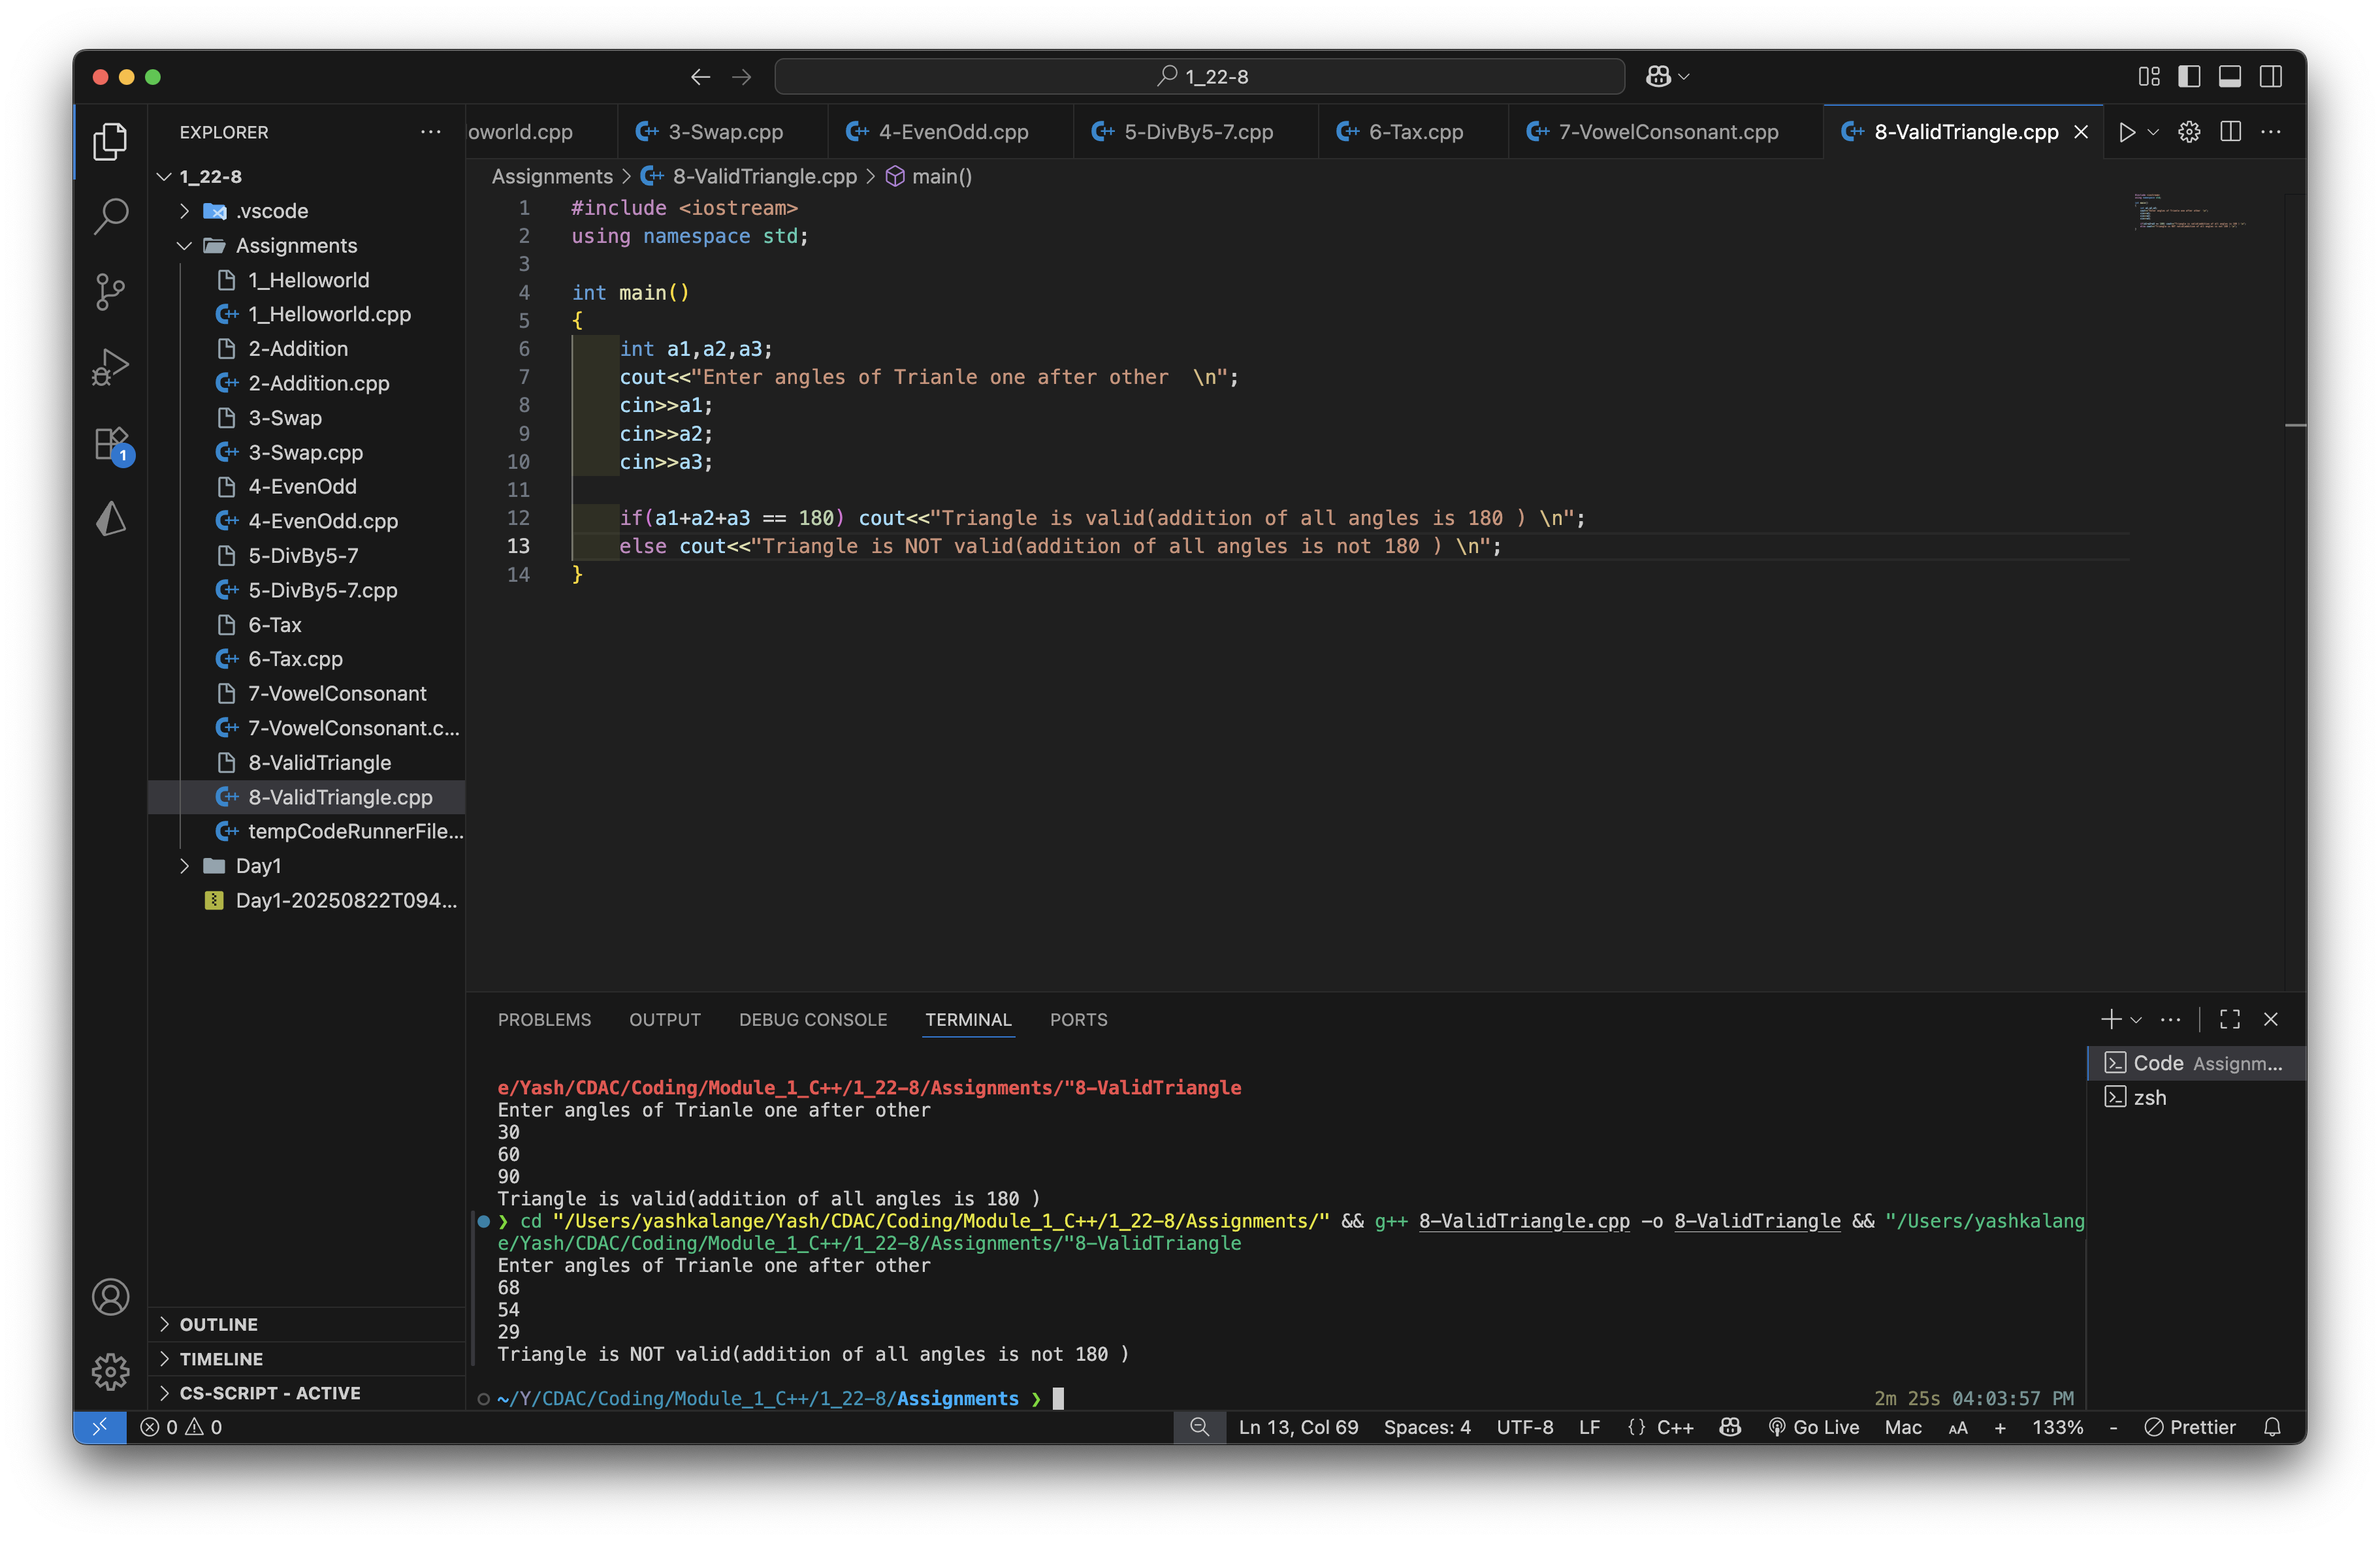 1_22-8
EXPLORER
1_22-8
.vscode
Assignments
1_Helloworld
1_Helloworld.cpp
2-Addition
2-Addition.cpp
3-Swap
3-Swap.cpp
4-EvenOdd
4-EvenOdd.cpp
5-DivBy5-7
5-DivBy5-7.cpp
6-Tax
6-Tax.cpp
7-VowelConsonant
7-VowelConsonant.c...
8-ValidTriangle
8-ValidTriangle.cpp
tempCodeRunnerFile...
Day1
Day1-20250822T094...
OUTLINE
TIMELINE
CS-SCRIPT - ACTIVE
1
oworld.cpp 3-Swap.cpp 4-EvenOdd.cpp 5-DivBy5-7.cpp 6-Tax.cpp 7-VowelConsonant.cpp 8-ValidTriangle.cpp
Assignments > 8-ValidTriangle.cpp > main()
1 #include <iostream>
2 using namespace std;
3
4 int main()
5 {
6 int a1,a2,a3;
7 cout<<"Enter angles of Trianle one after other  \n";
8 cin>>a1;
9 cin>>a2;
10 cin>>a3;
11
12 if(a1+a2+a3 == 180) cout<<"Triangle is valid(addition of all angles is 180 ) \n";
13 else cout<<"Triangle is NOT valid(addition of all angles is not 180 ) \n";
14 }
PROBLEMS OUTPUT DEBUG CONSOLE TERMINAL PORTS
e/Yash/CDAC/Coding/Module_1_C++/1_22-8/Assignments/"8-ValidTriangle
Enter angles of Trianle one after other
30
60
90
Triangle is valid(addition of all angles is 180 )
❯ cd "/Users/yashkalange/Yash/CDAC/Coding/Module_1_C++/1_22-8/Assignments/" && g++ 8-ValidTriangle.cpp -o 8-ValidTriangle && "/Users/yashkalang
e/Yash/CDAC/Coding/Module_1_C++/1_22-8/Assignments/"8-ValidTriangle
Enter angles of Trianle one after other
68
54
29
Triangle is NOT valid(addition of all angles is not 180 )
~/Y/CDAC/Coding/Module_1_C++/1_22-8/Assignments ❯ 2m 25s 04:03:57 PM
Code Assignm...
zsh
0 0 Ln 13, Col 69 Spaces: 4 UTF-8 LF {} C++ Go Live Mac AA + 133% - Prettier